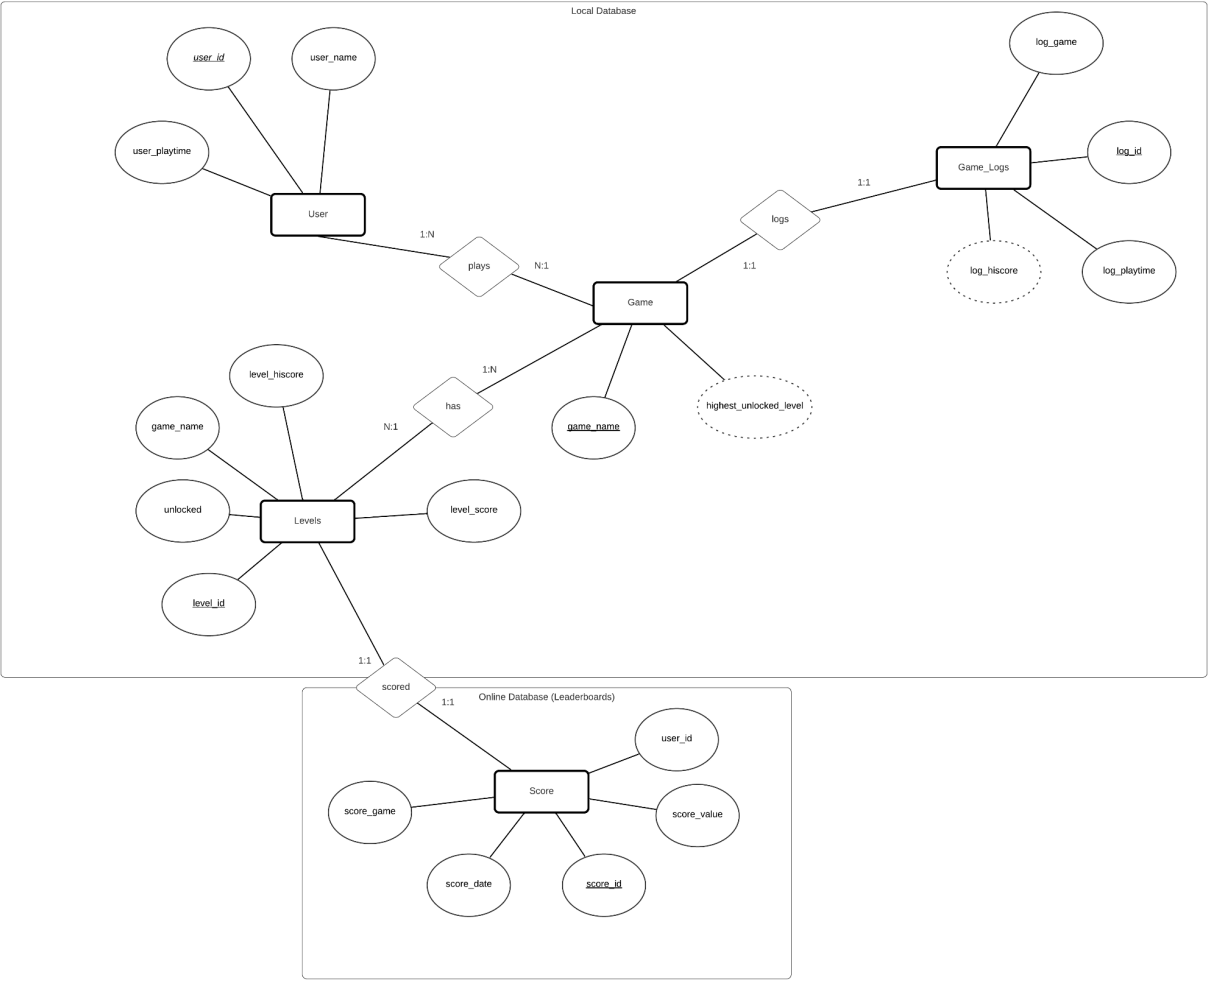 Local Database
user_id
user_name
log_game
user_playtime
log_id
Game_Logs
1:1
User
logs
1:N
plays
N:1
1:1
log_hiscore
log_playtime
Game
level_hiscore
1:N
has
highest_unlocked_level
game_name
N:1
game_name
unlocked
level_score
Levels
level_id
1:1
scored
Online Database (Leaderboards)
1:1
user_id
Score
score_game
score_value
score_date
score_id